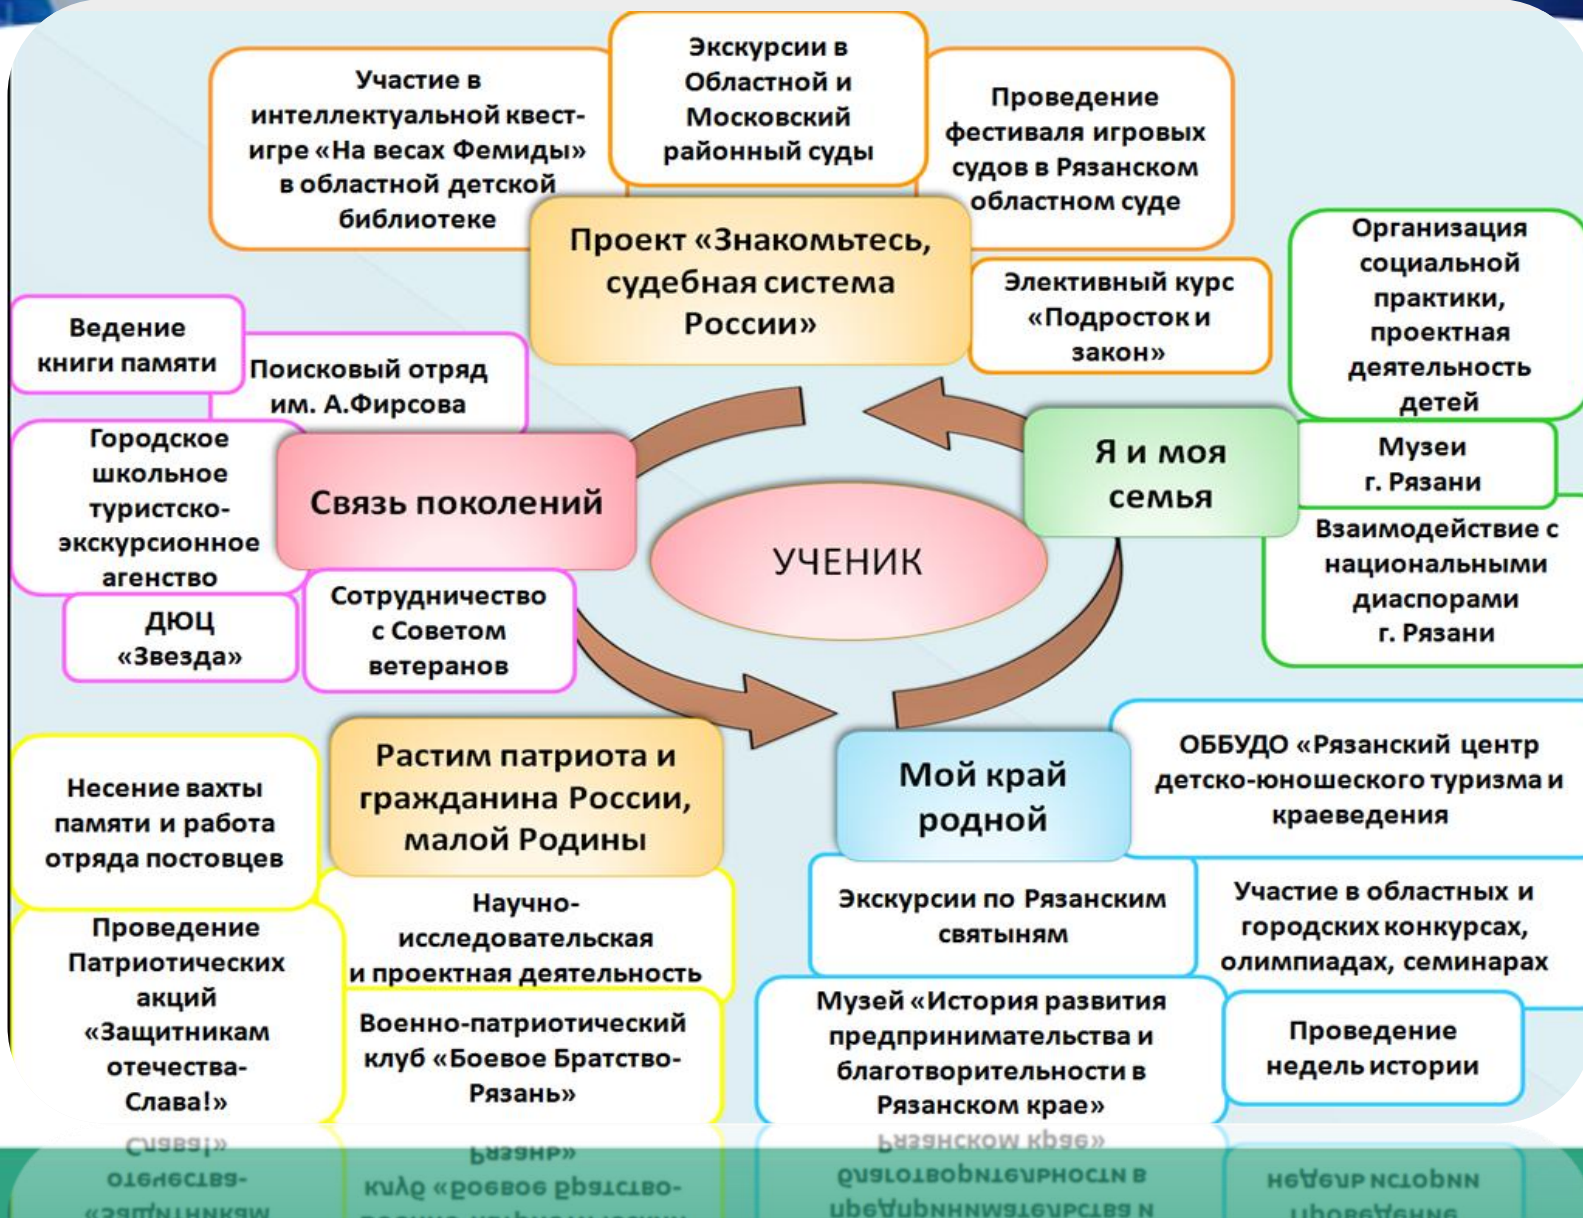 Участие в
интеллектуальной квест-
игре «На весах Фемиды»
в областной детской
библиотеке
Экскурсии в
Областной и
Московский
районный суды
Проведение
фестиваля игровых
судов в Рязанском
областном суде
Проект «Знакомьтесь,
судебная система
России»
Элективный курс
«Подросток и
закон»
Организация
социальной
практики,
проектная
деятельность
детей
Ведение
книги памяти
Поисковый отряд
им. А.Фирсова
Городское
школьное
туристско-
экскурсионное
агенство
Связь поколений
ДЮЦ
«Звезда»
Сотрудничество
с Советом
ветеранов
УЧЕНИК
Я и моя
семья
Музеи
г. Рязани
Взаимодействие с
национальными
диаспорами
г. Рязани
Растим патриота и
гражданина России,
малой Родины
Несение вахты
памяти и работа
отряда постовцев
Научно-
исследовательская
и проектная деятельность
Проведение
Патриотических
акций
«Защитникам
отечества-
Слава!»
Военно-патриотический
клуб «Боевое Братство-
Рязань»
Мой край
родной
ОББУДО «Рязанский центр
детско-юношеского туризма и
краеведения
Экскурсии по Рязанским
святыням
Участие в областных и
городских конкурсах,
олимпиадах, семинарах
Музей «История развития
предпринимательства и
благотворительности в
Рязанском крае»
Проведение
недель истории